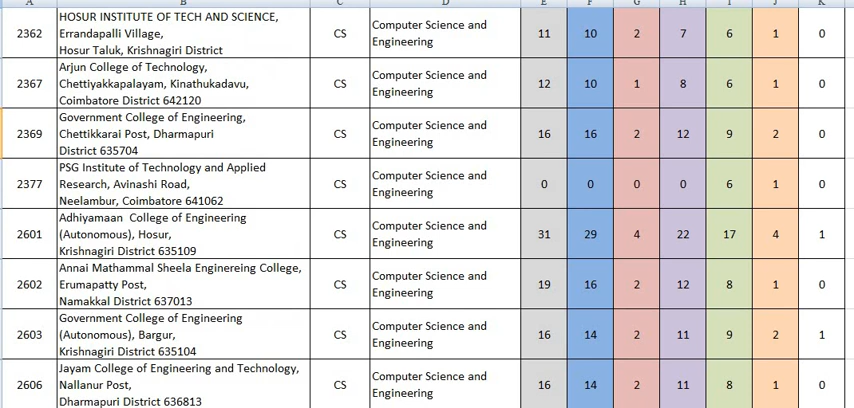 A B C D E F G H I J K
HOSUR INSTITUTE OF TECH AND SCIENCE,
Errandapalli Village,
Hosur Taluk, Krishnagiri District
2362 CS Computer Science and
Engineering
11 10 2 7 6 1 0
Arjun College of Technology,
Chettiyakkapalayam, Kinathukadavu,
Coimbatore District 642120
2367 CS Computer Science and
Engineering
12 10 1 8 6 1 0
Government College of Engineering,
Chettikkarai Post, Dharmapuri
District 635704
2369 CS Computer Science and
Engineering
16 16 2 12 9 2 0
PSG Institute of Technology and Applied
Research, Avinashi Road,
Neelambur, Coimbatore 641062
2377 CS Computer Science and
Engineering
0 0 0 0 6 1 0
Adhiyamaan College of Engineering
(Autonomous), Hosur,
Krishnagiri District 635109
2601 CS Computer Science and
Engineering
31 29 4 22 17 4 1
Annai Mathammal Sheela Enginereing College,
Erumapatty Post,
Namakkal District 637013
2602 CS Computer Science and
Engineering
19 16 2 12 8 1 0
Government College of Engineering
(Autonomous), Bargur,
Krishnagiri District 635104
2603 CS Computer Science and
Engineering
16 14 2 11 9 2 1
Jayam College of Engineering and Technology,
Nallanur Post,
Dharmapuri District 636813
2606 CS Computer Science and
Engineering
16 14 2 11 8 1 0